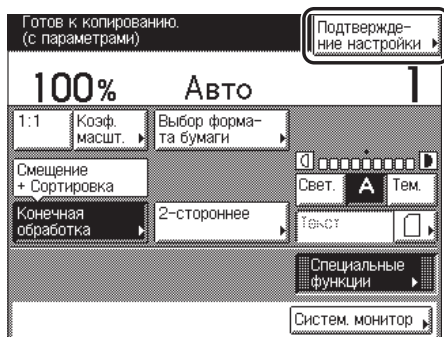 Готов к копированию.
(с параметрами)
Подтвержде-
ние настройки
100%
Авто
1
1:1
Коэф.
масшт.
Выбор форма-
та бумаги
Смещение
+ Сортировка
Свет.
A
Тем.
Конечная
обработка
2-стороннее
Текст
Специальные
функции
Систем. монитор